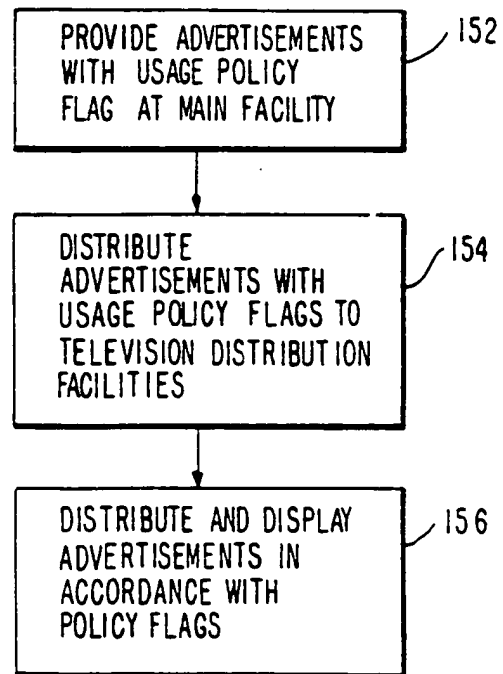 PROVIDE ADVERTISEMENTS
WITH USAGE POLICY
FLAG AT MAIN FACILITY
152
DISTRIBUTE
ADVERTISEMENTS WITH
USAGE POLICY FLAGS TO
TELEVISION DISTRIBUTION
FACILITIES
154
DISTRIBUTE AND DISPLAY
ADVERTISEMENTS IN
ACCORDANCE WITH
POLICY FLAGS
156